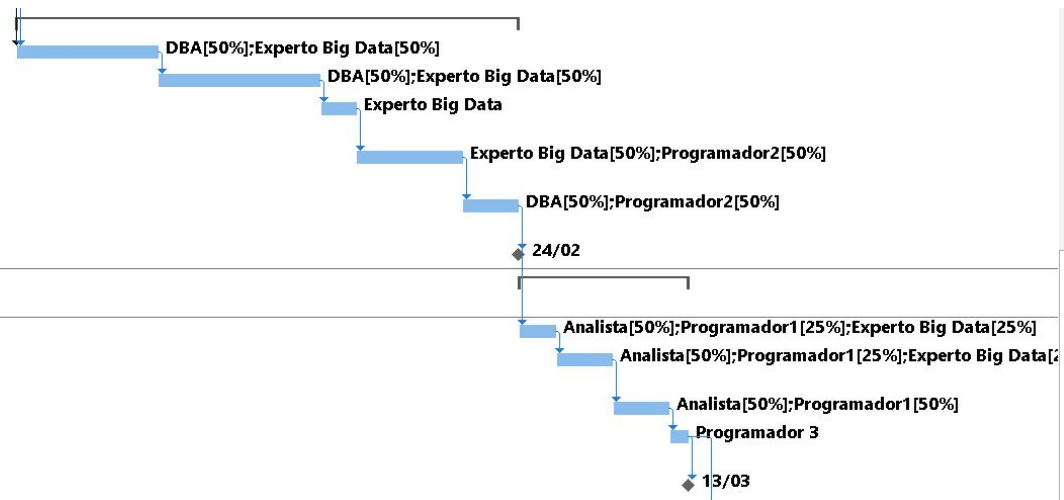 DBA[50%];Experto Big Data[50%]
DBA[50%];Experto Big Data[50%]
Experto Big Data
Experto Big Data[50%];Programador2[50%]
DBA[50%];Programador2[50%]
24/02
Analista[50%];Programador1[25%];Experto Big Data[25%]
Analista[50%];Programador1[25%];Experto Big Data[2
Analista[50%];Programador1[50%]
Programador 3
13/03